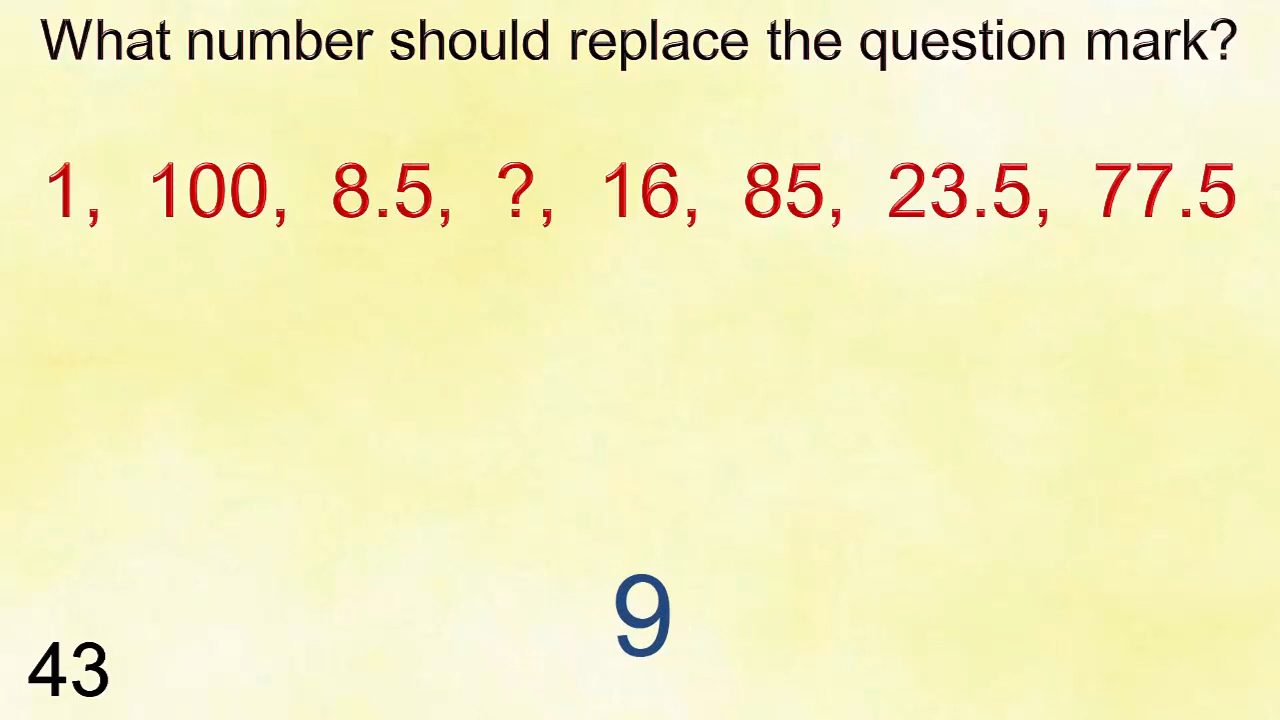 What number should replace the question mark?
1, 100, 8.5, ?, 16, 85, 23.5, 77.5
9
43